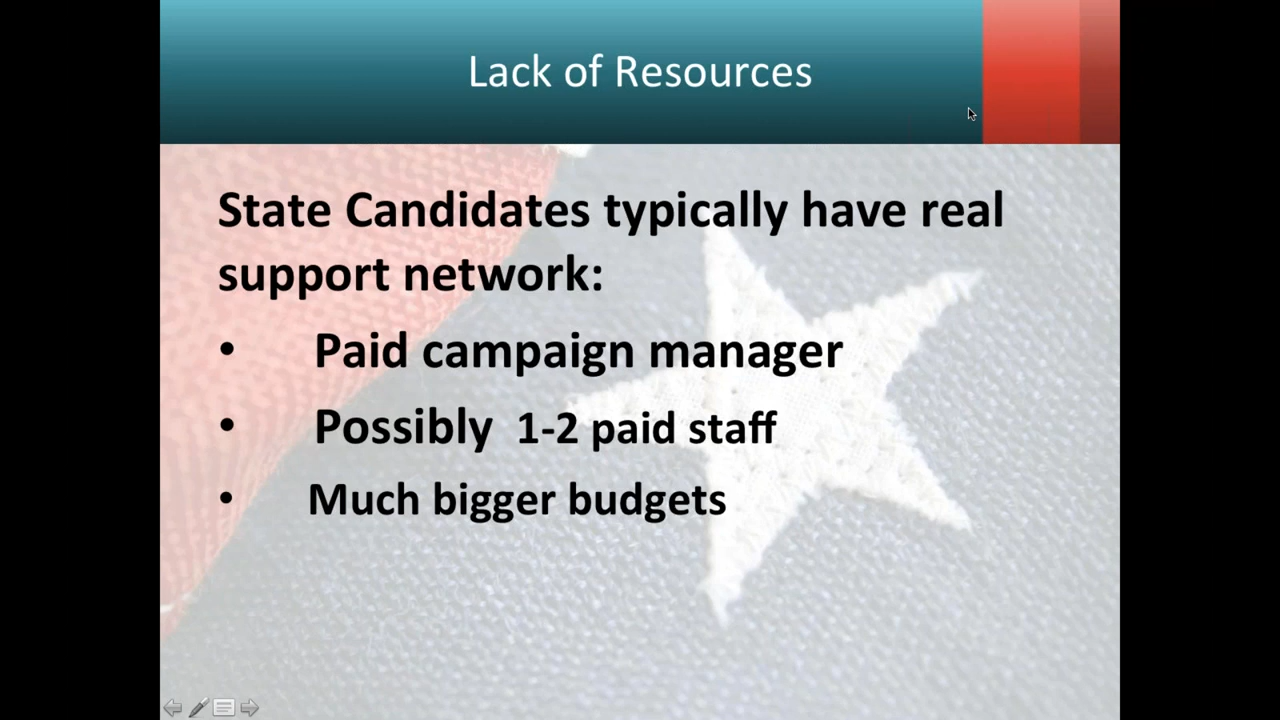 Lack of Resources
State Candidates typically have real
support network:
• Paid campaign manager
• Possibly 1-2 paid staff
• Much bigger budgets